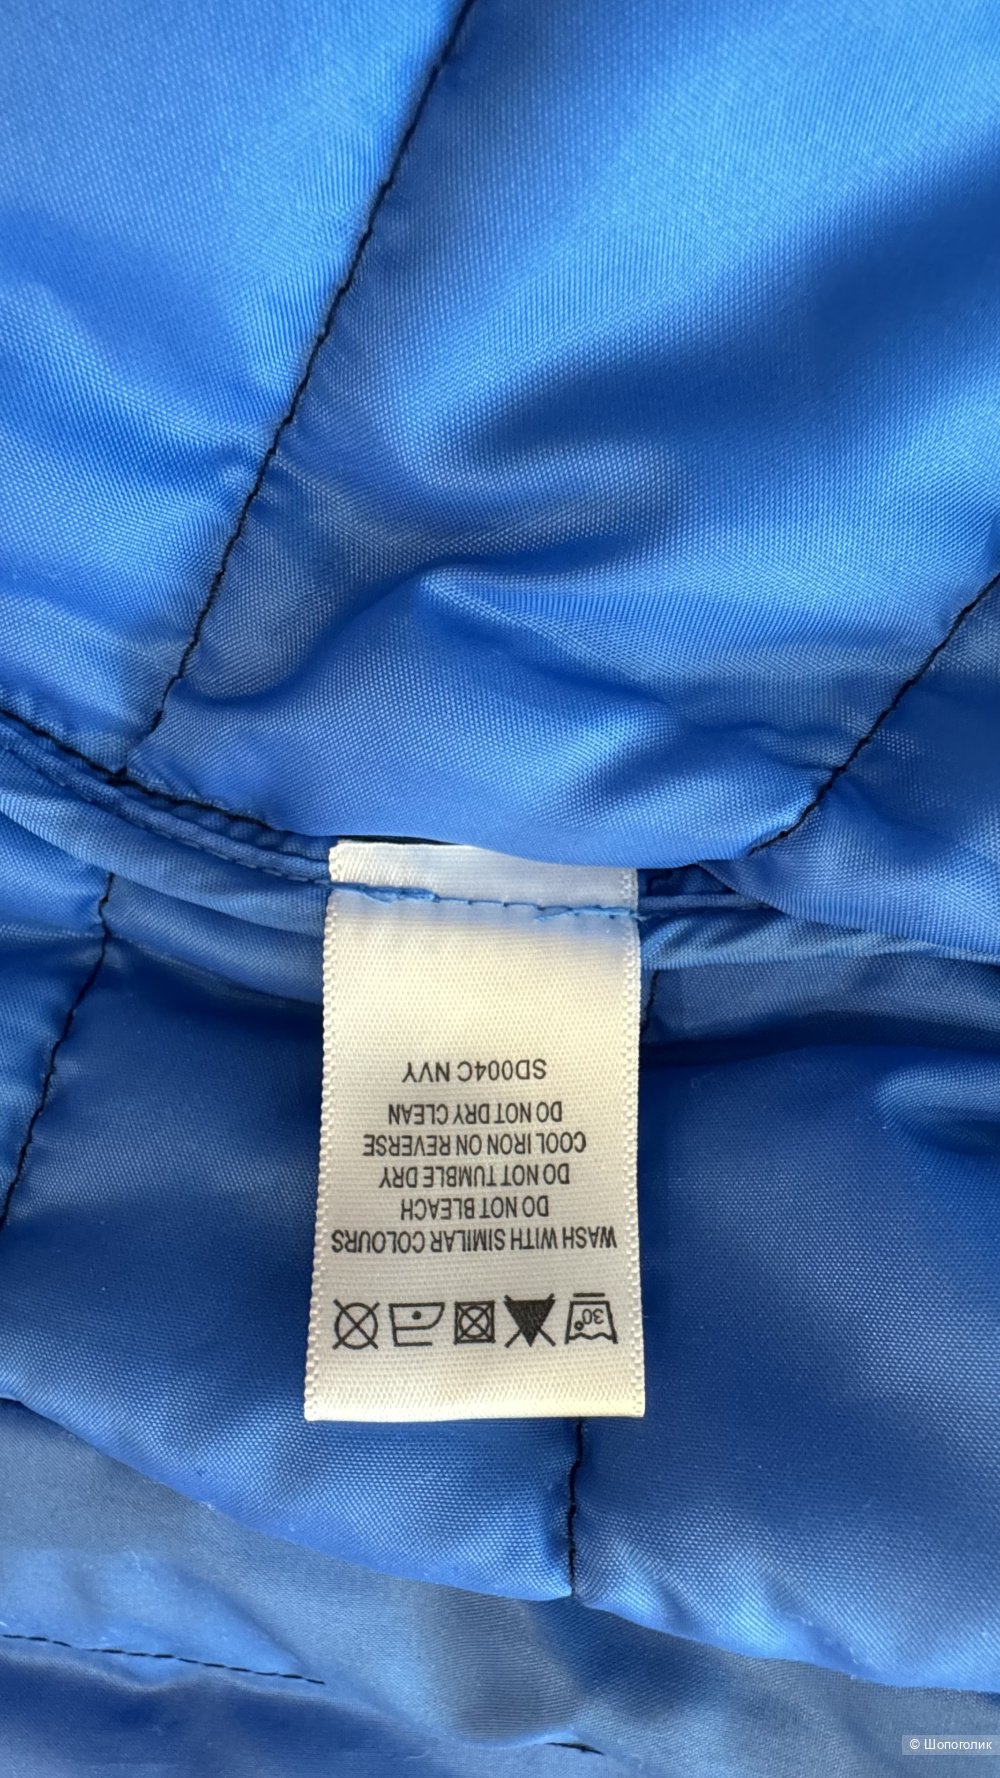 30°
WASH WITH SIMILAR COLOURS
DO NOT BLEACH
DO NOT TUMBLE DRY
COOL IRON ON REVERSE
DO NOT DRY CLEAN
SD004C NVY
© Шопоголик